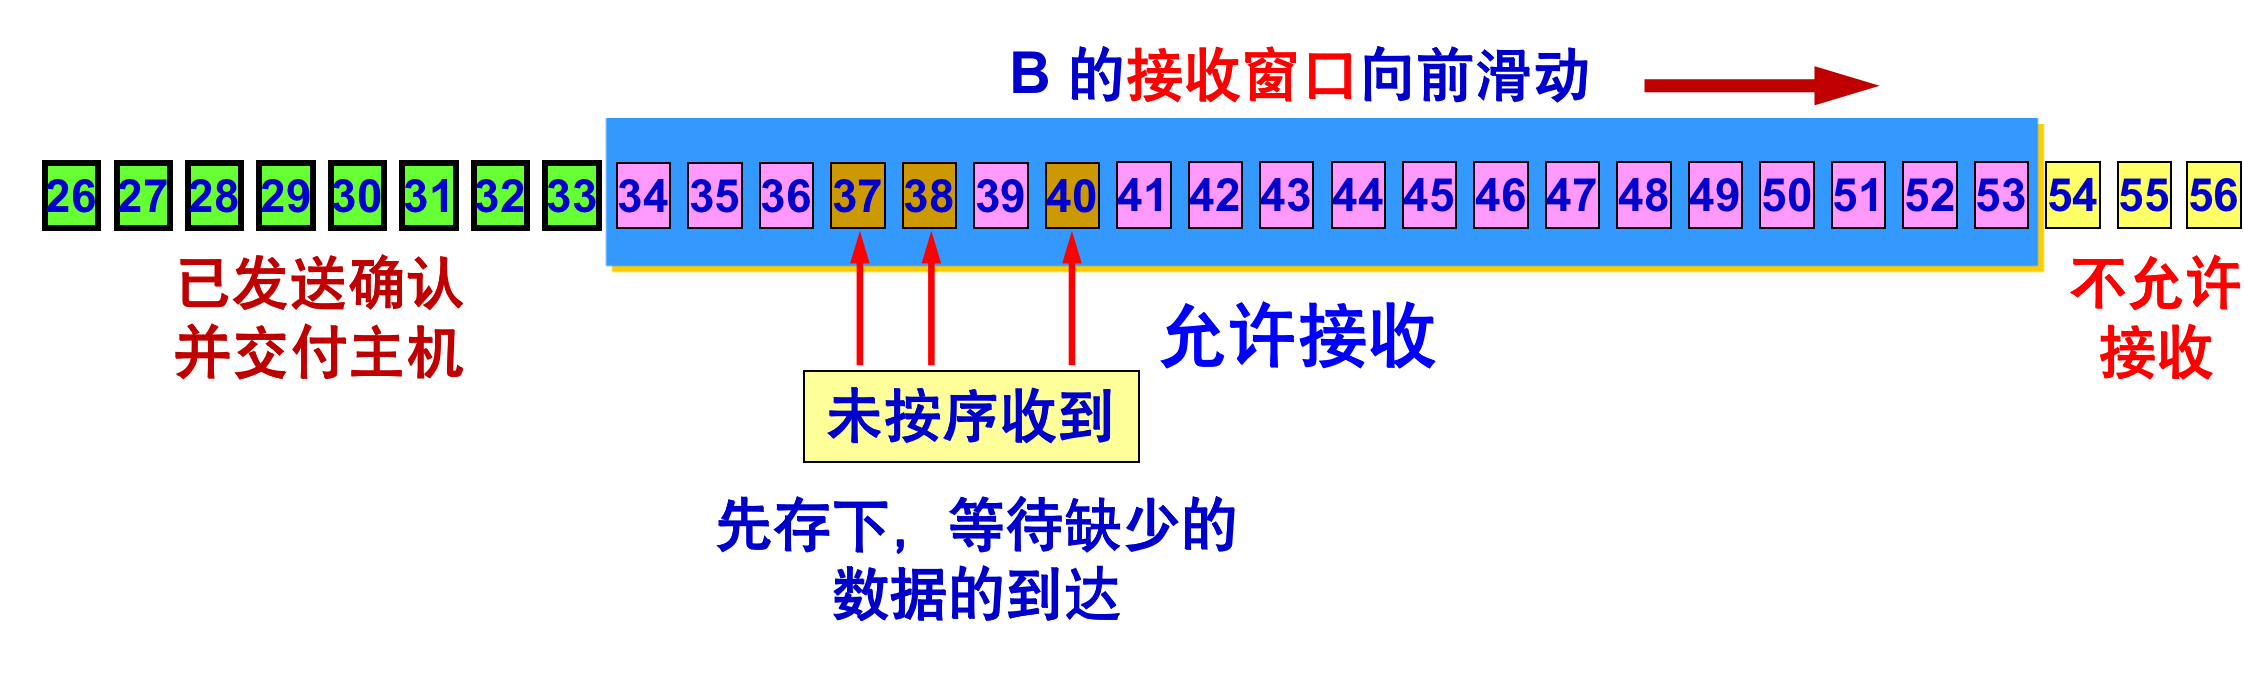 B 的接收窗口向前滑动
26 27 28 29 30 31 32 33 34 35 36 37 38 39 40 41 42 43 44 45 46 47 48 49 50 51 52 53 54 55 56
已发送确认
并交付主机
允许接收
不允许
接收
未按序收到
先存下，等待缺少的
数据的到达